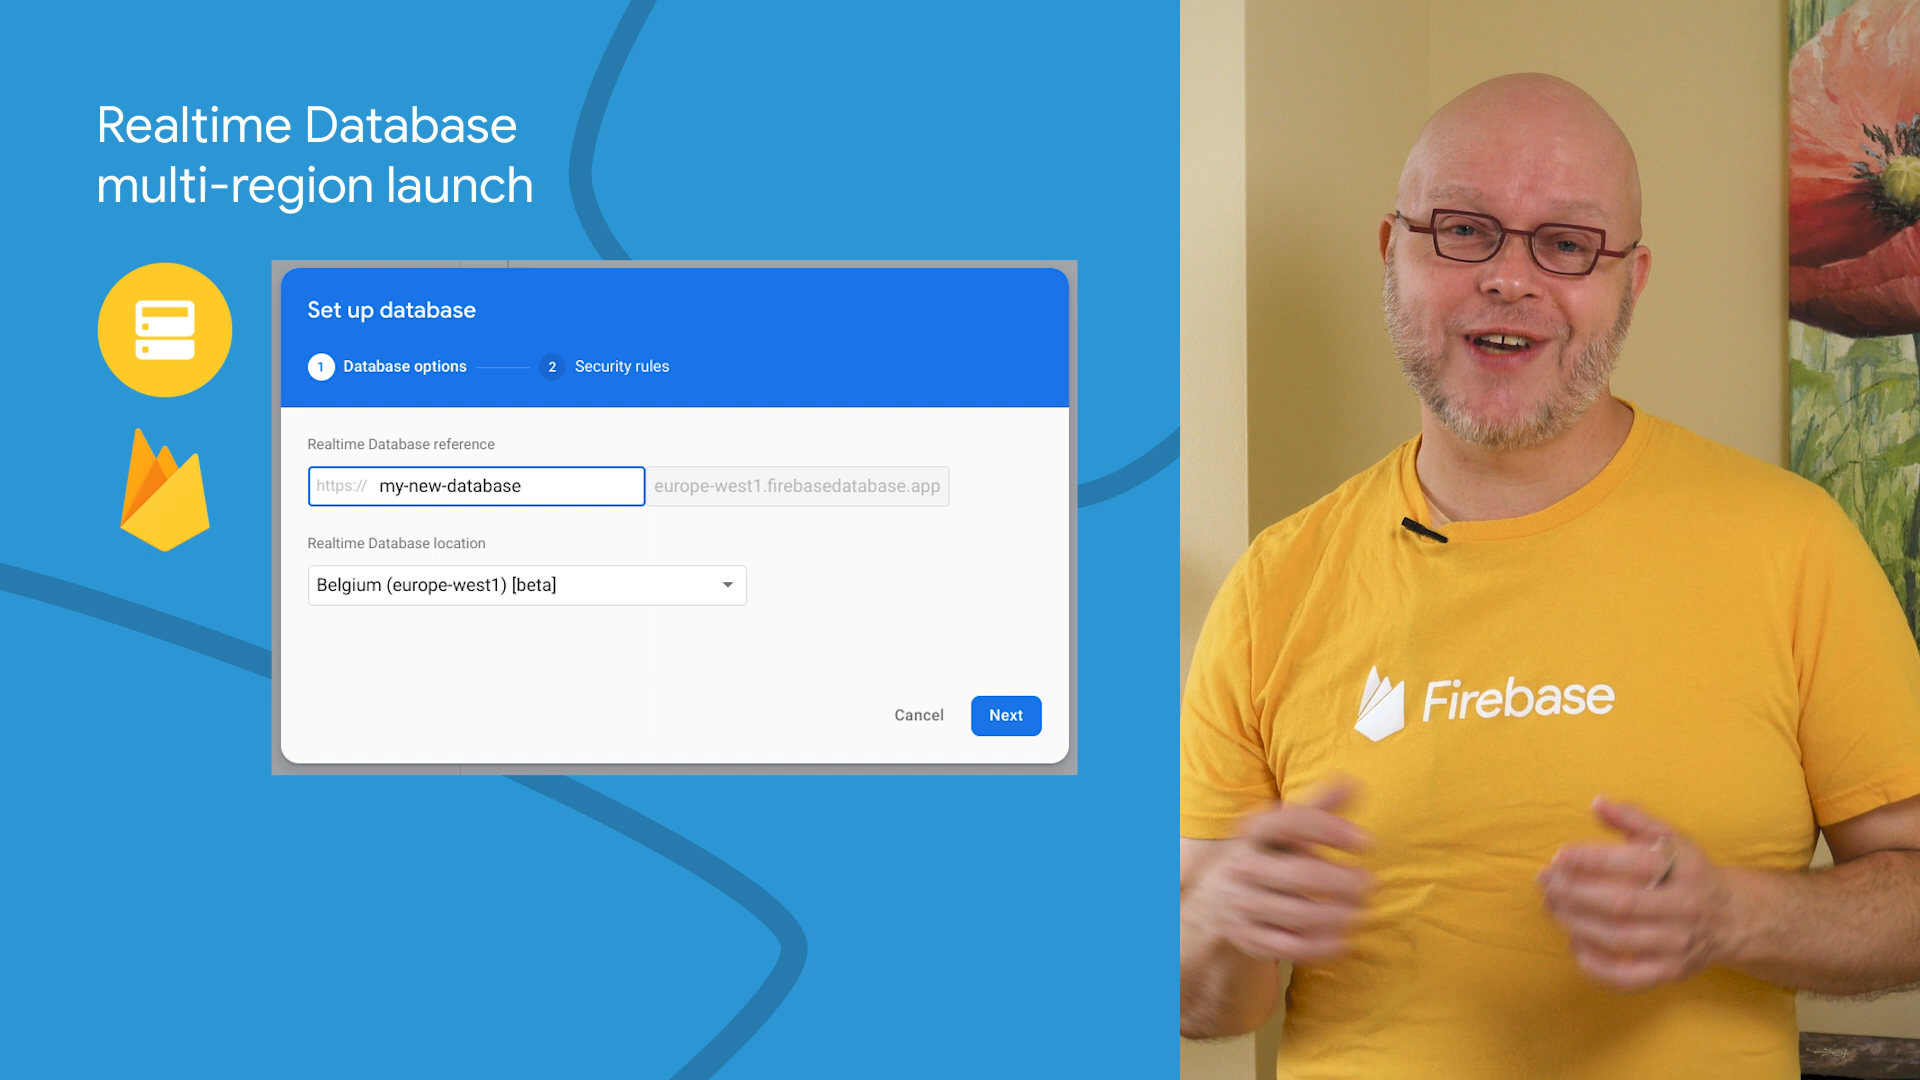 Realtime Database
multi-region launch
Set up database
1 Database options 2 Security rules
Realtime Database reference
https:// my-new-database europe-west1.firebasedatabase.app
Realtime Database location
Belgium (europe-west1) [beta]
Cancel Next
Firebase